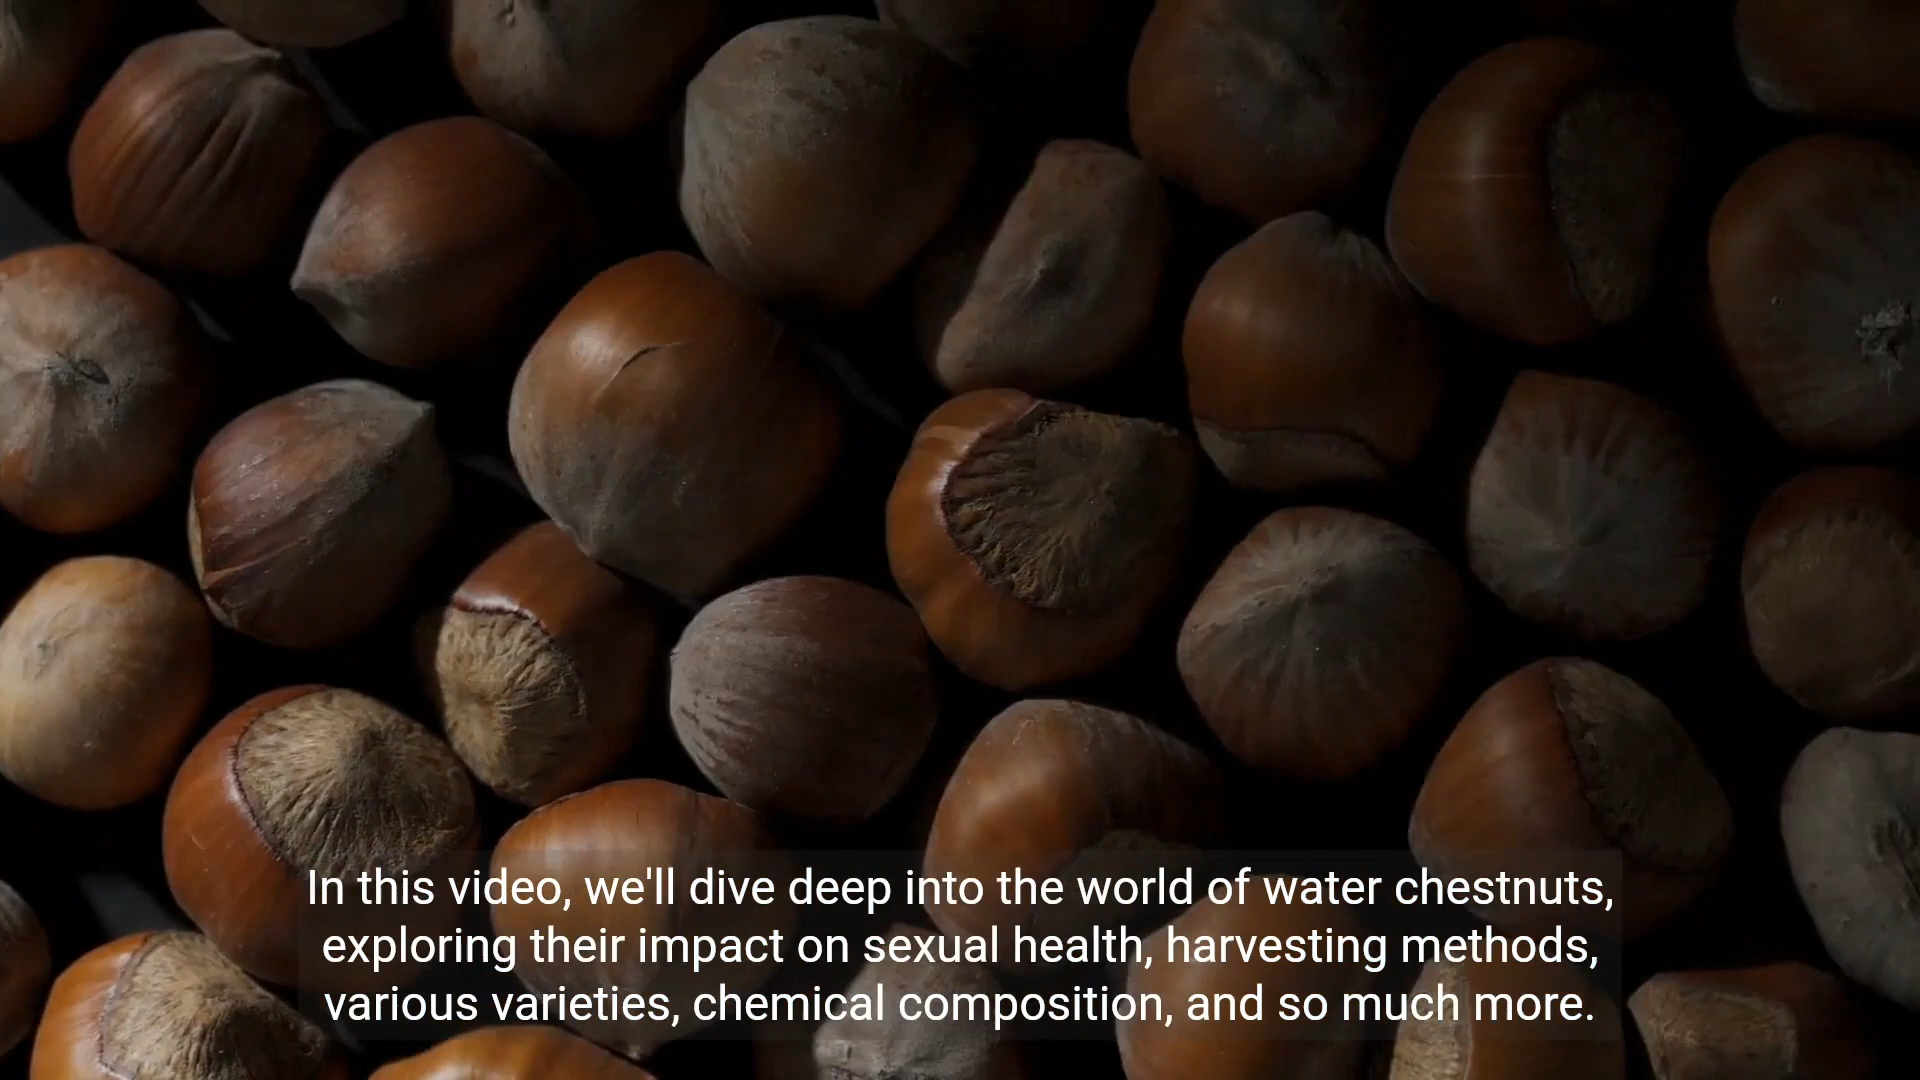 In this video, we'll dive deep into the world of water chestnuts,
exploring their impact on sexual health, harvesting methods,
various varieties, chemical composition, and so much more.